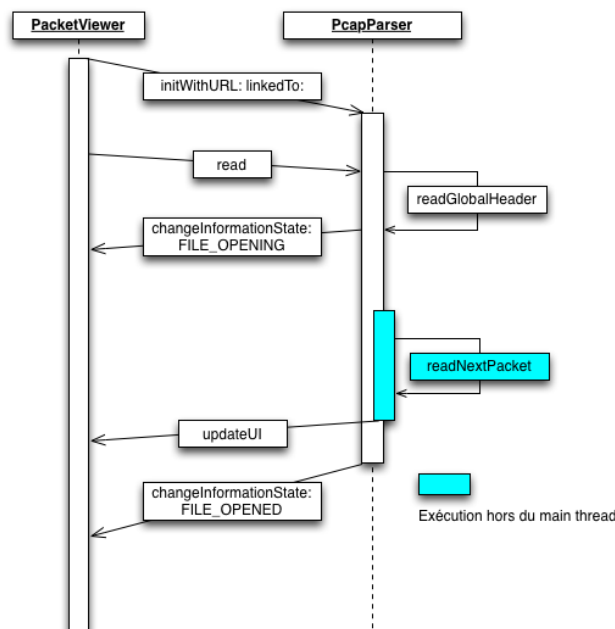 PacketViewer
PcapParser
initWithURL: linkedTo:
read
readGlobalHeader
changeInformationState:
FILE_OPENING
readNextPacket
updateUI
changeInformationState:
FILE_OPENED
Exécution hors du main thread